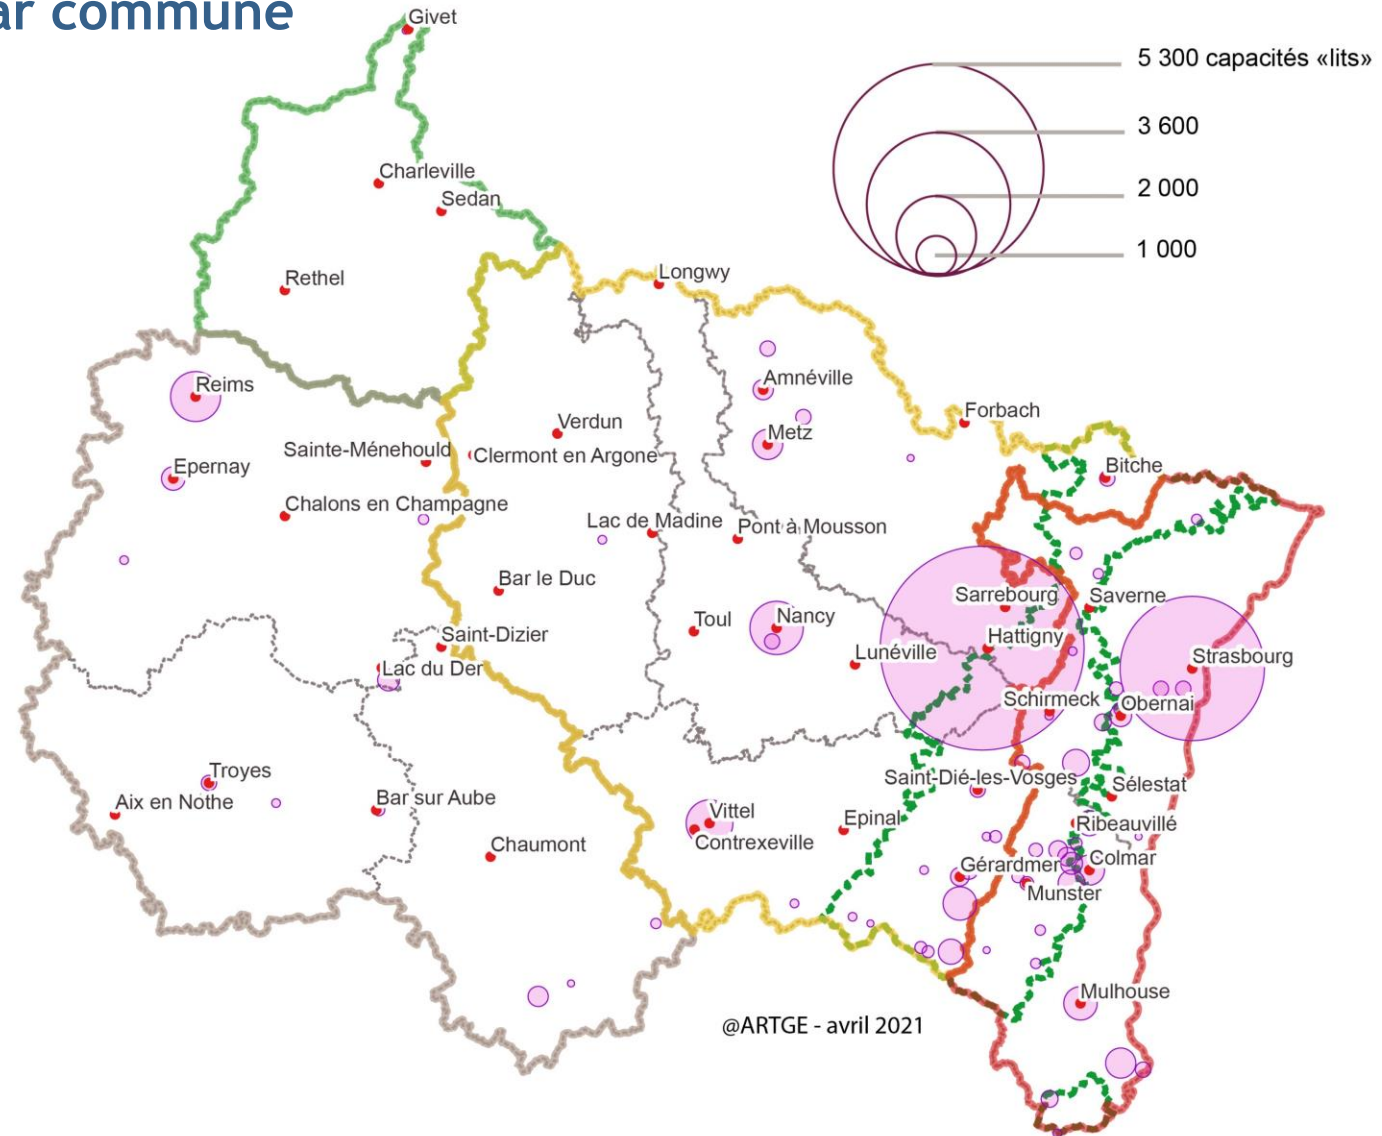 ar commune
Givet
5 300 capacités «lits»
3 600
Charleville
2 000
Sedan
1 000
Longwy
Rethel
Amnéville
Reims
Forbach
Verdun
Metz
Sainte-Ménehould
Clermont en Argone
Epernay
Bitche
Chalons en Champagne
Lac de Madine
Pont à Mousson
Bar le Duc
Sarrebourg
Saverne
Toul
Nancy
Saint-Dizier
Hattigny
Lunéville
Strasbourg
Lac du Der
Schirmeck
Obernai
Troyes
Saint-Dié-les-Vosges
Sélestat
Aix en Nothe
Bar sur Aube
Vittel
Epinal
Ribeauvillé
Chaumont
Contrexeville
Gérardmer
Colmar
Munster
Mulhouse
@ARTGE - avril 2021